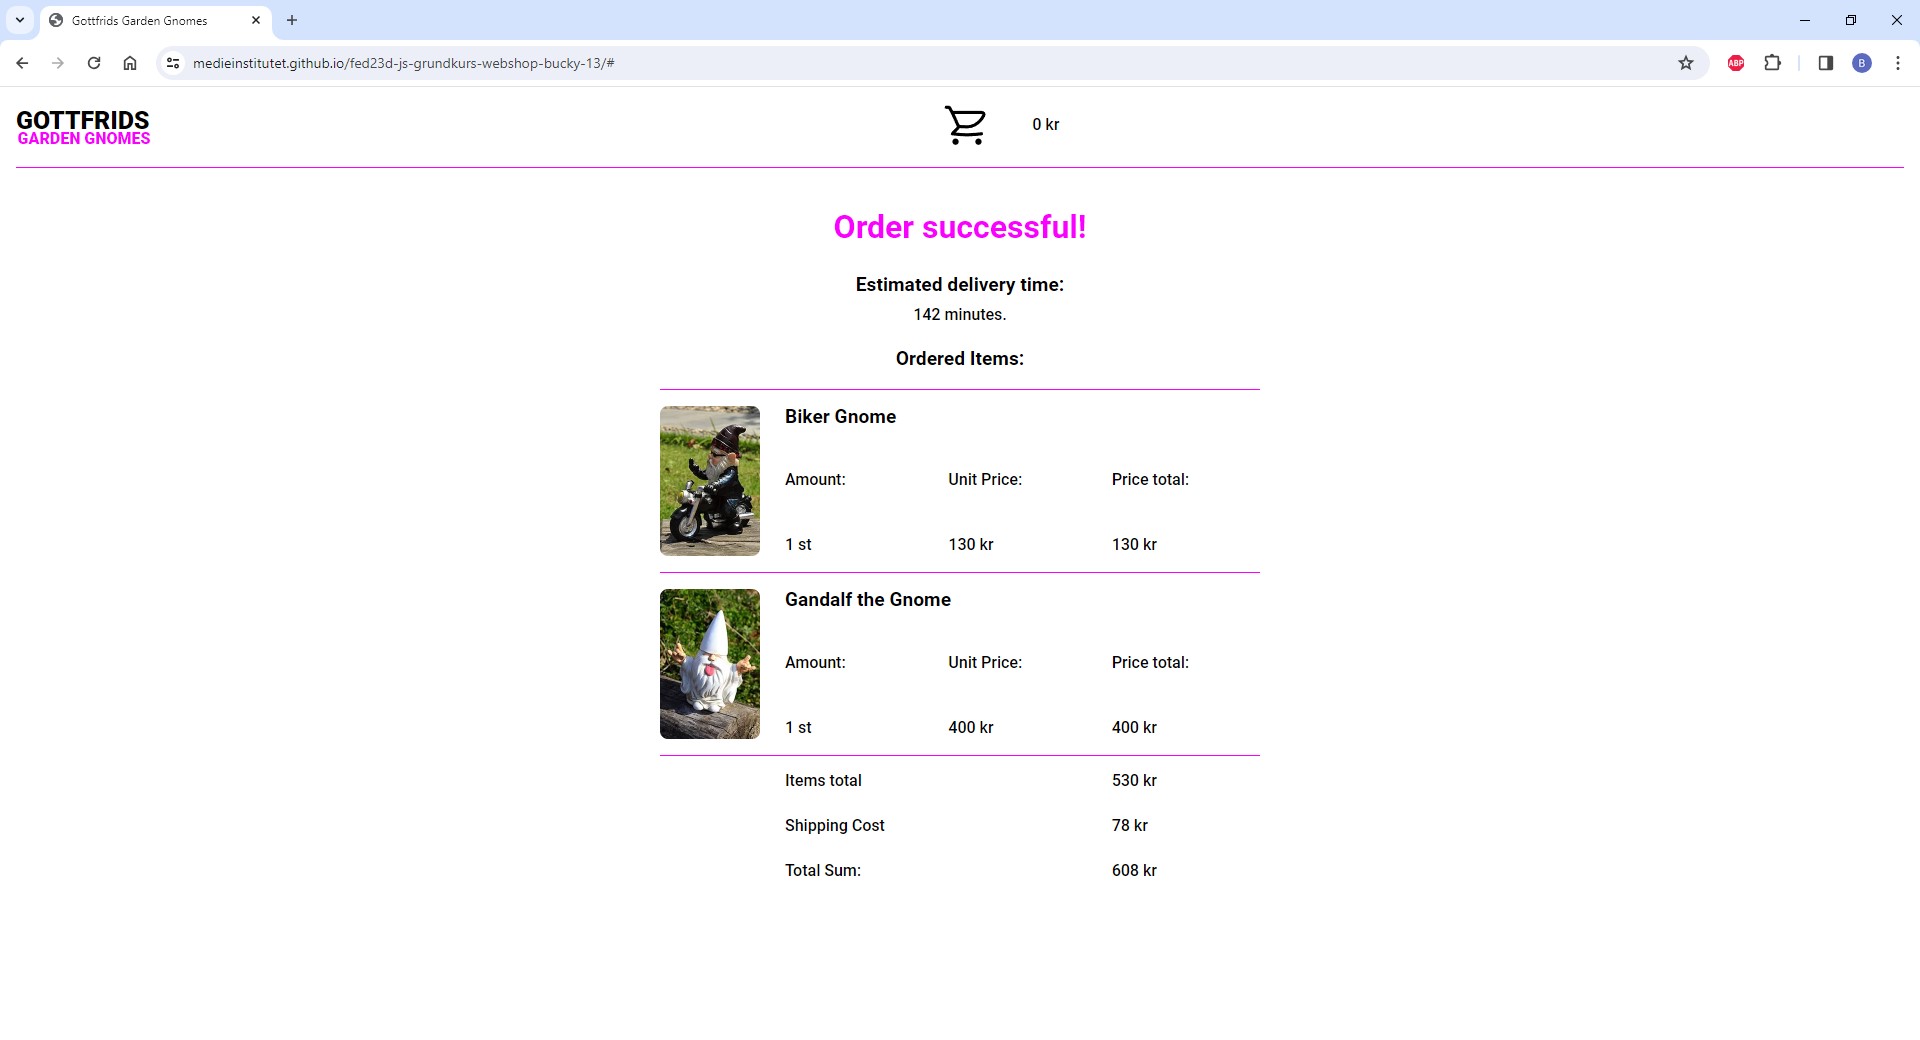 Gottfrids Garden Gnomes
medieinstitutet.github.io/fed23d-js-grundkurs-webshop-bucky-13/#
ABP
B
GOTTFRIDS
GARDEN GNOMES
0 kr
Order successful!
Estimated delivery time:
142 minutes.
Ordered Items:
Biker Gnome
Amount: Unit Price: Price total:
1 st 130 kr 130 kr
Gandalf the Gnome
Amount: Unit Price: Price total:
1 st 400 kr 400 kr
Items total 530 kr
Shipping Cost 78 kr
Total Sum: 608 kr